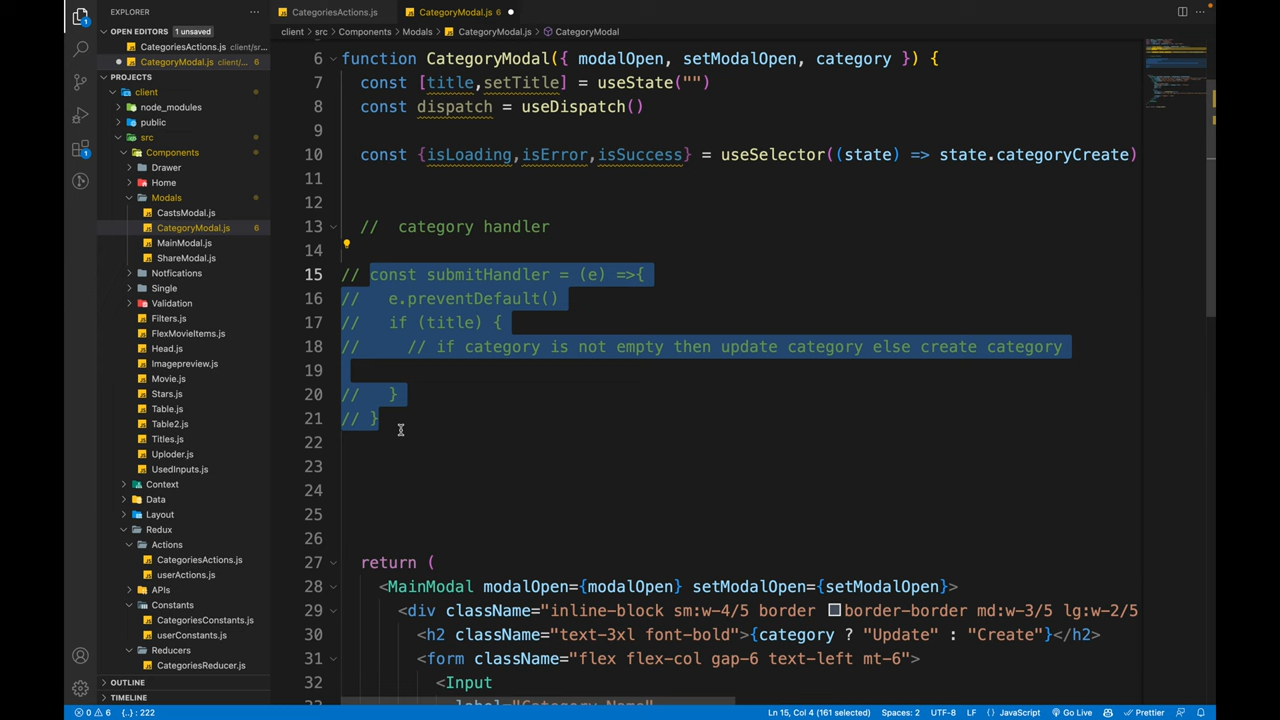 EXPLORER
OPEN EDITORS 1 unsaved
CategoriesActions.js client/sr...
CategoryModal.js client/... 6
PROJECTS
client
node_modules
public
src
Components
Drawer
Home
Modals
CastsModal.js
CategoryModal.js 6
MainModal.js
ShareModal.js
Notfications
Single
Validation
Filters.js
FlexMovieItems.js
Head.js
Imagepreview.js
Movie.js
Stars.js
Table.js
Table2.js
Titles.js
Uploder.js
UsedInputs.js
Context
Data
Layout
Redux
Actions
CategoriesActions.js
userActions.js
APIs
Constants
CategoriesConstants.js
userConstants.js
Reducers
CategoriesReducer.js
OUTLINE
TIMELINE
CategoriesActions.js CategoryModal.js 6
client > src > Components > Modals > CategoryModal.js > CategoryModal
6 function CategoryModal({ modalOpen, setModalOpen, category }) {
7 const [title,setTitle] = useState("")
8 const dispatch = useDispatch()
9
10 const {isLoading,isError,isSuccess} = useSelector((state) => state.categoryCreate)
11
12
13 // category handler
14
15 // const submitHandler = (e) =>{
16 // e.preventDefault()
17 // if (title) {
18 // // if category is not empty then update category else create category
19
20 // }
21 // }
22
23
24
25
26
27 return (
28 <MainModal modalOpen={modalOpen} setModalOpen={setModalOpen}>
29 <div className="inline-block sm:w-4/5 border border-border md:w-3/5 lg:w-2/5
30 <h2 className="text-3xl font-bold">{category ? "Update" : "Create"}</h2>
31 <form className="flex flex-col gap-6 text-left mt-6">
32 <Input
0 6 {..} : 222 Ln 15, Col 4 (161 selected) Spaces: 2 UTF-8 LF {} JavaScript Go Live Prettier